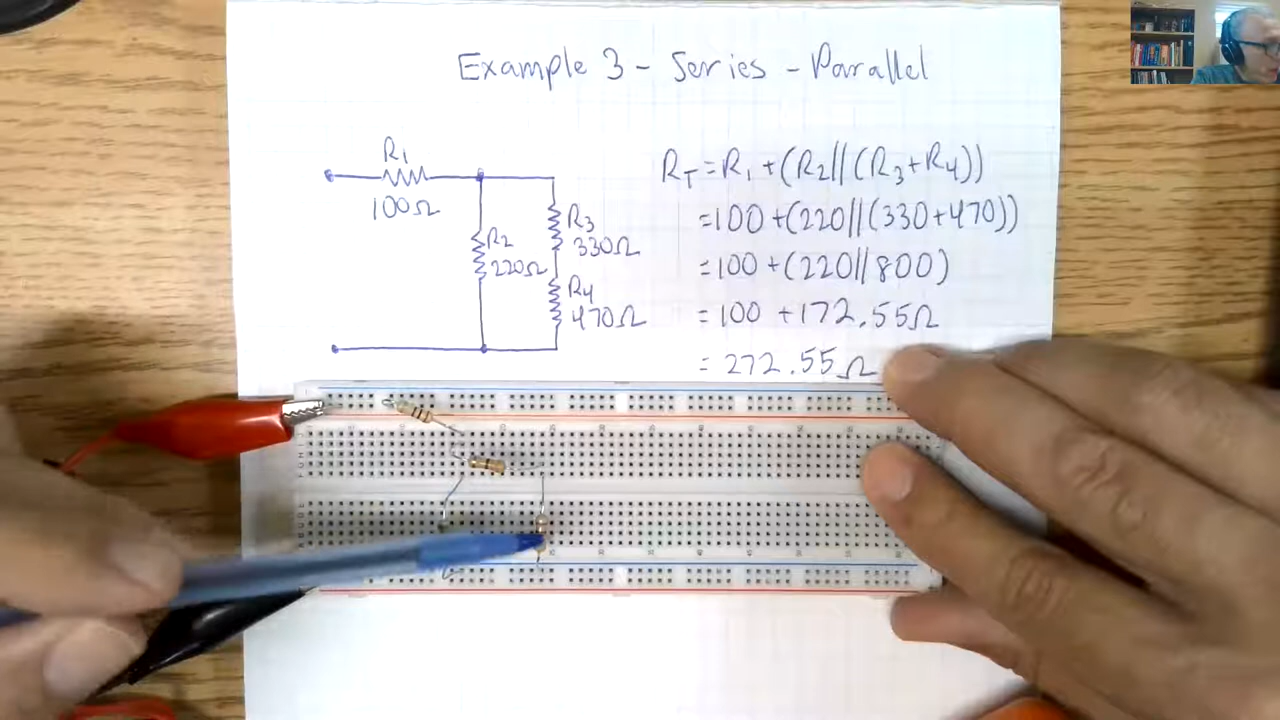 Example 3 - Series - Parallel
R1
100Ω
R2
220Ω
R3
330Ω
R4
470Ω
RT = R1 + (R2||(R3+R4))
= 100 + (220||(330+470))
= 100 + (220||800)
= 100 + 172.55Ω
= 272.55Ω